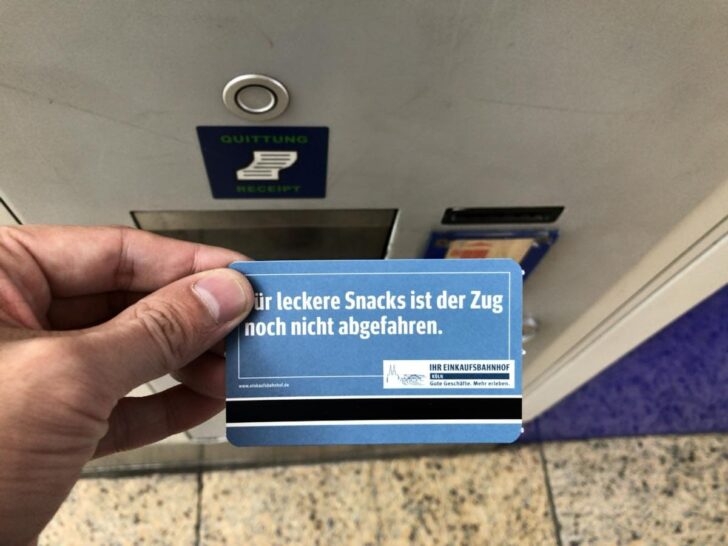 QUITTUNG
RECEIPT
ür leckere Snacks ist der Zug
noch nicht abgefahren.
www.einkaufsbahnhof.de
IHR EINKAUFSBAHNHOF
KÖLN
Gute Geschäfte. Mehr erleben.